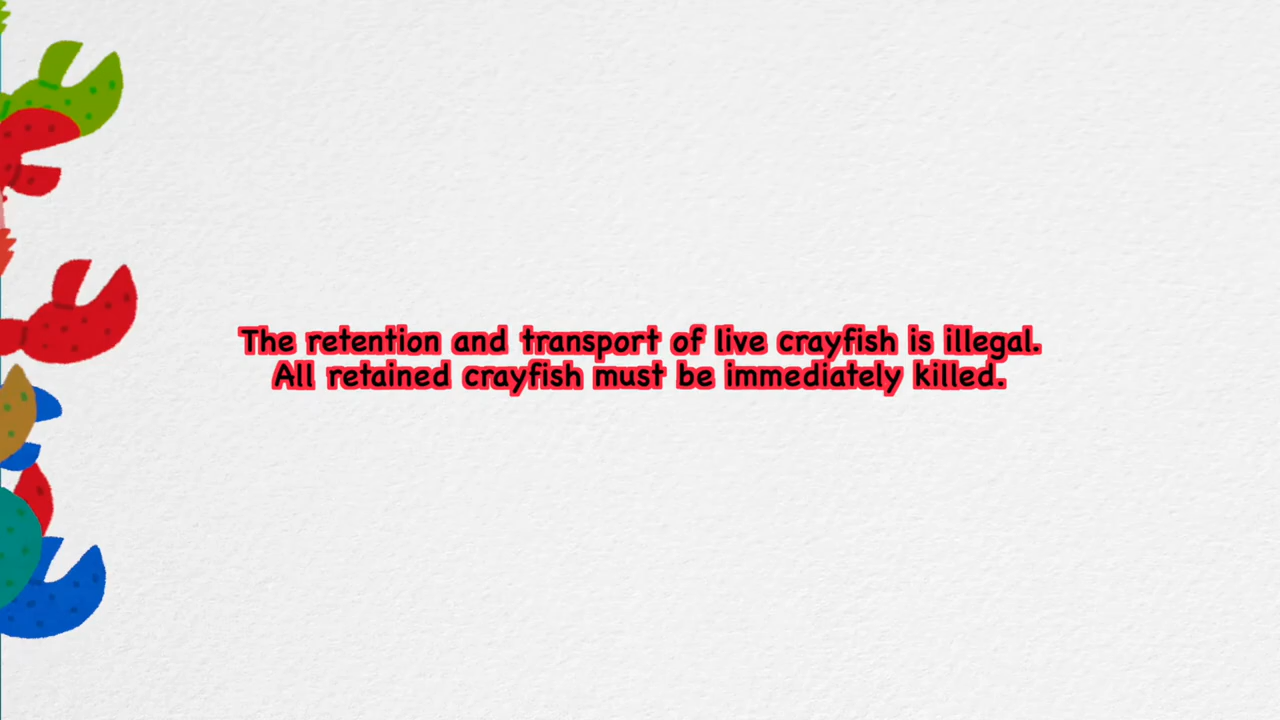 The retention and transport of live crayfish is illegal.
All retained crayfish must be immediately killed.